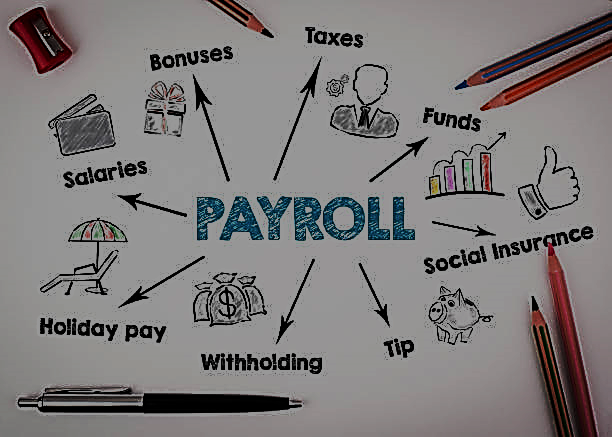 Taxes
Bonuses
Funds
Salaries
PAYROLL
Social Insurance
Holiday pay
Tip
Withholding
$